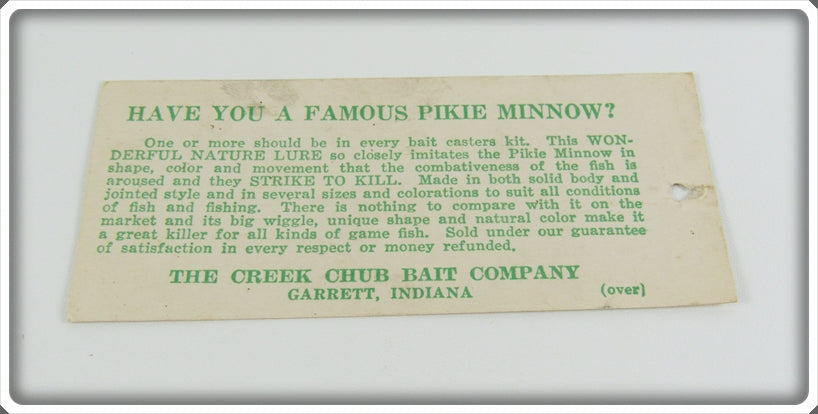 HAVE YOU A FAMOUS PIKIE MINNOW?
One or more should be in every bait casters kit. This WON-
DERFUL NATURE LURE so closely imitates the Pikie Minnow in
shape, color and movement that the combativeness of the fish is
aroused and they STRIKE TO KILL. Made in both solid body and
jointed style and in several sizes and colorations to suit all conditions
of fish and fishing. There is nothing to compare with it on the
market and its big wiggle, unique shape and natural color make it
a great killer for all kinds of game fish. Sold under our guarantee
of satisfaction in every respect or money refunded.
THE CREEK CHUB BAIT COMPANY
GARRETT, INDIANA (over)